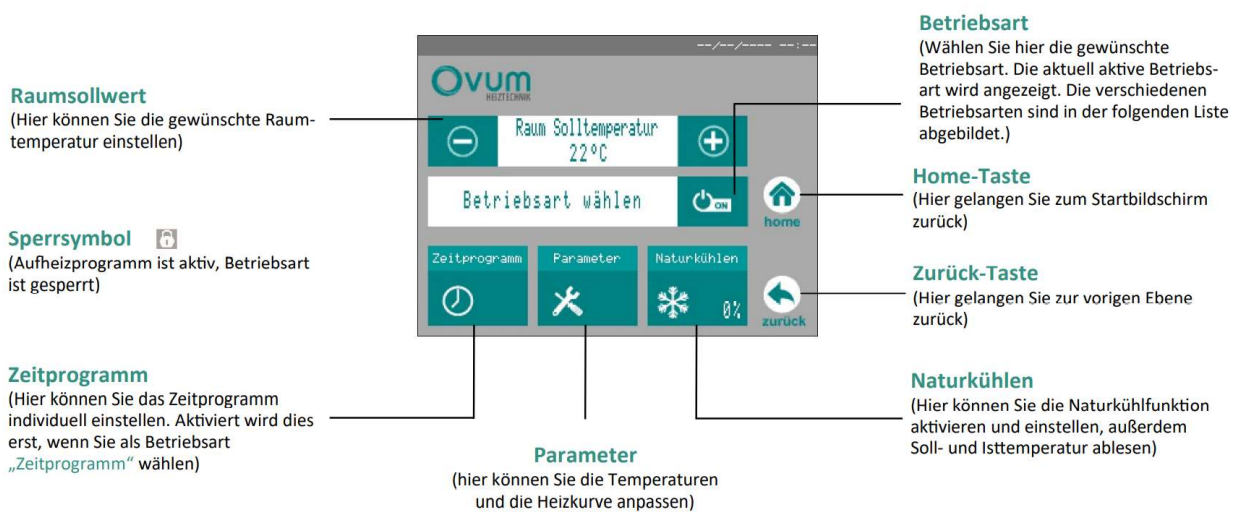 Betriebsart
(Wählen Sie hier die gewünschte
Betriebsart. Die aktuell aktive Betriebs-
art wird angezeigt. Die verschiedenen
Betriebsarten sind in der folgenden Liste
abgebildet.)
--/--/---- --:--
Ovum
HEIZTECHNIK
Raumsollwert
(Hier können Sie die gewünschte Raum-
temperatur einstellen)
Raum Solltemperatur
22°C
Betriebsart wählen
ON
home
Home-Taste
(Hier gelangen Sie zum Startbildschirm
zurück)
Sperrsymbol
(Aufheizprogramm ist aktiv, Betriebsart
ist gesperrt)
Zeitprogramm
Parameter
Naturkühlen
0%
zurück
Zurück-Taste
(Hier gelangen Sie zur vorigen Ebene
zurück)
Zeitprogramm
(Hier können Sie das Zeitprogramm
individuell einstellen. Aktiviert wird dies
erst, wenn Sie als Betriebsart
„Zeitprogramm“ wählen)
Parameter
(hier können Sie die Temperaturen
und die Heizkurve anpassen)
Naturkühlen
(Hier können Sie die Naturkühlfunktion
aktivieren und einstellen, außerdem
Soll- und Isttemperatur ablesen)